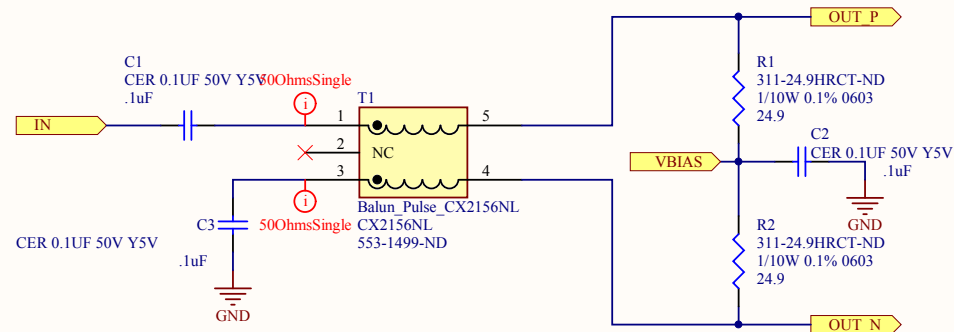 OUT_P
C1
CER 0.1UF 50V Y5V
.1uF
50OhmsSingle
i
T1
R1
311-24.9HRCT-ND
1/10W 0.1% 0603
24.9
IN
1
5
2
NC
C2
CER 0.1UF 50V Y5V
.1uF
VBIAS
3
4
i
50OhmsSingle
Balun_Pulse_CX2156NL
CX2156NL
553-1499-ND
C3
CER 0.1UF 50V Y5V
.1uF
GND
GND
R2
311-24.9HRCT-ND
1/10W 0.1% 0603
24.9
OUT_N